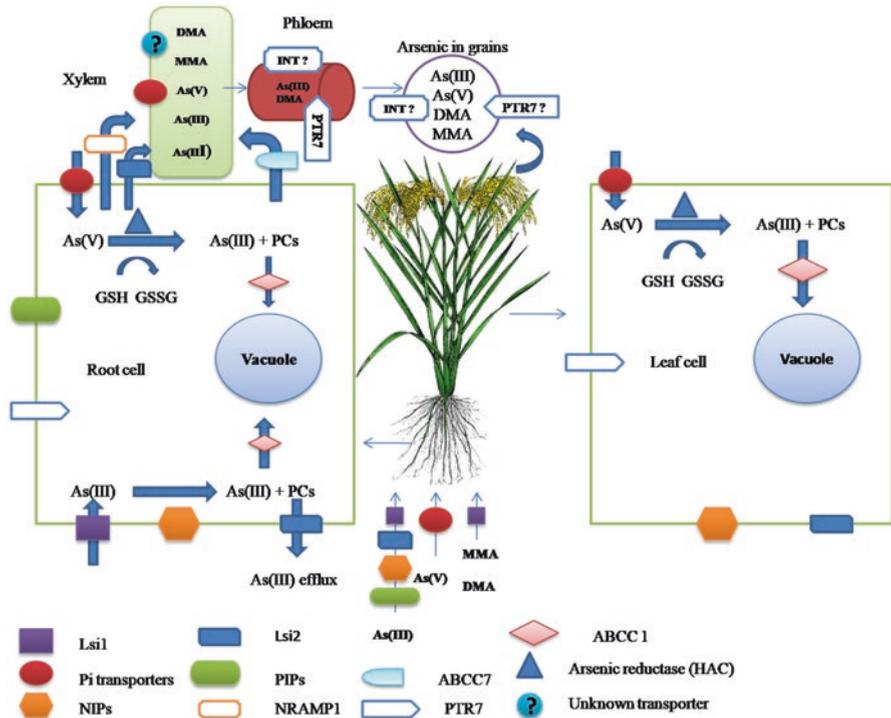 Phloem
Xylem
?
DMA
MMA
As(V)
As(III)
As(III)
INT ?
As(III)
DMA
PTR7
Arsenic in grains
As(III)
As(V)
DMA
MMA
INT ?
PTR7 ?
As(V)
As(III) + PCs
GSH GSSG
Vacuole
Root cell
As(III)
As(III) + PCs
As(III) efflux
As(V)
MMA
DMA
As(III)
As(V)
As(III) + PCs
GSH GSSG
Leaf cell
Vacuole
Lsi1
Lsi2
ABCC 1
Pi transporters
PIPs
ABCC7
Arsenic reductase (HAC)
NIPs
NRAMP1
PTR7
?
Unknown transporter